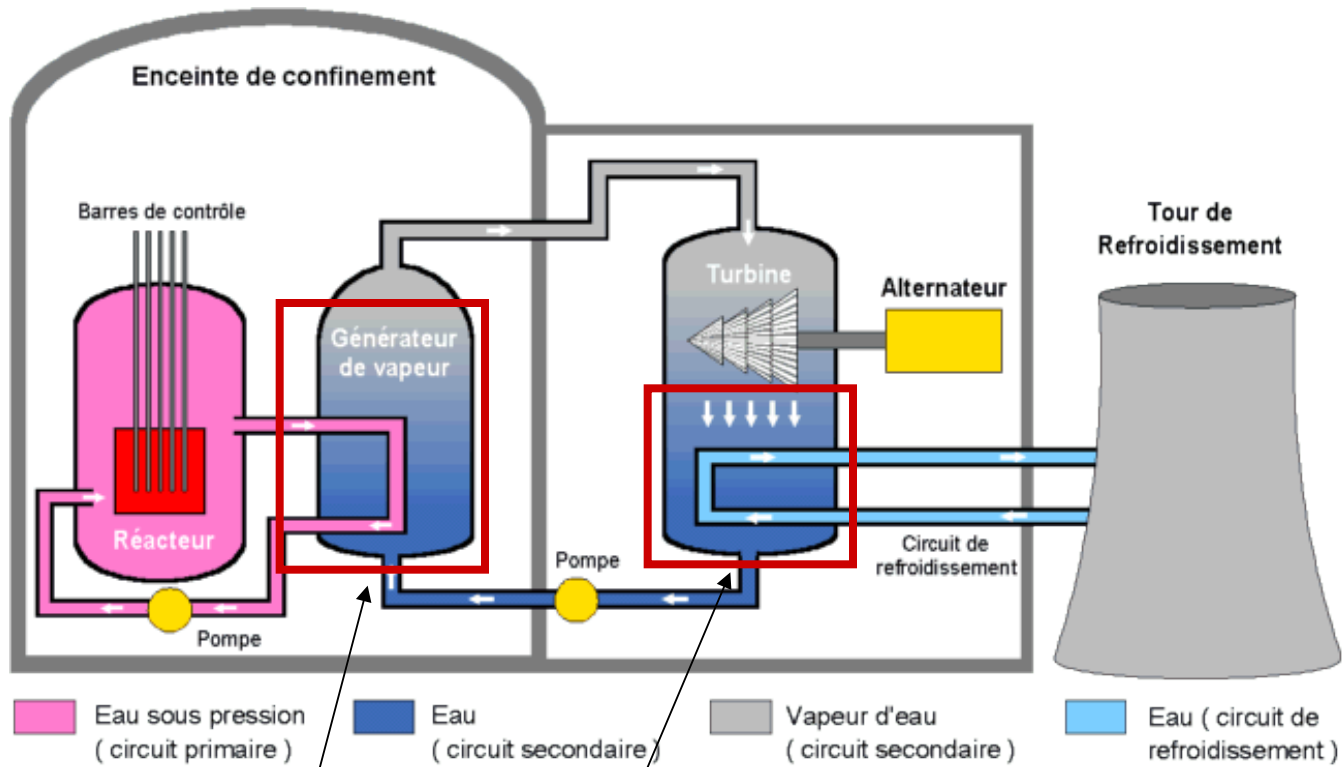 Enceinte de confinement
Barres de contrôle
Tour de
Refroidissement
Turbine
Alternateur
Générateur
de vapeur
Réacteur
Circuit de
refroidissement
Pompe
Pompe
Eau sous pression
( circuit primaire )
Eau
( circuit secondaire )
Vapeur d'eau
( circuit secondaire )
Eau ( circuit de
refroidissement )